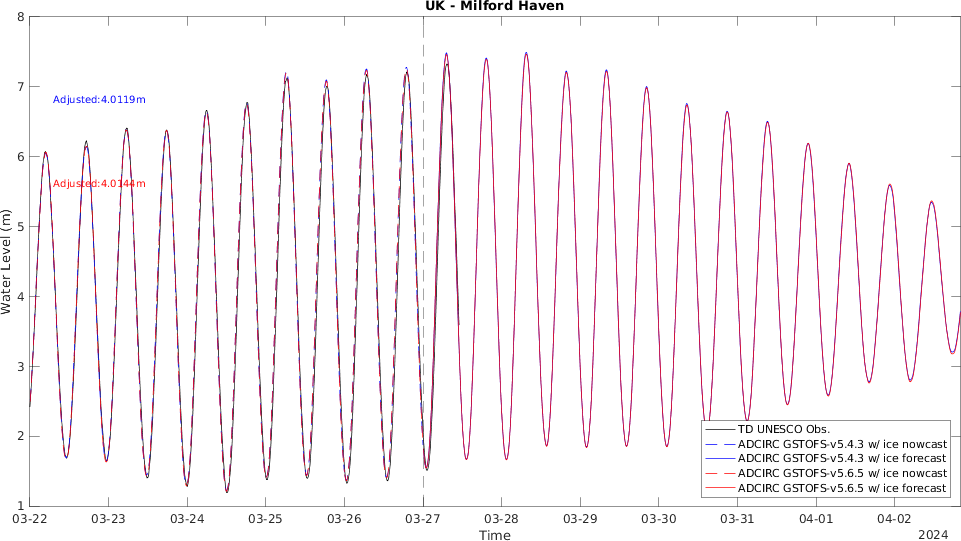 UK - Milford Haven
8
7
6
5
4
3
2
1
Water Level (m)
Adjusted:4.0119m
Adjusted:4.0144m
TD UNESCO Obs.
ADCIRC GSTOFS-v5.4.3 w/ ice nowcast
ADCIRC GSTOFS-v5.4.3 w/ ice forecast
ADCIRC GSTOFS-v5.6.5 w/ ice nowcast
ADCIRC GSTOFS-v5.6.5 w/ ice forecast
03-22 03-23 03-24 03-25 03-26 03-27 03-28 03-29 03-30 03-31 04-01 04-02
Time
2024